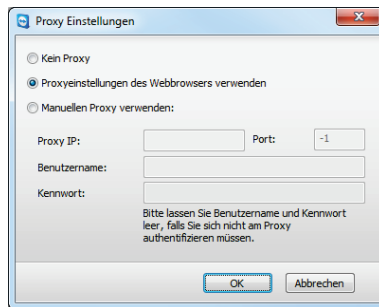 Proxy Einstellungen
Kein Proxy
Proxyeinstellungen des Webbrowsers verwenden
Manuellen Proxy verwenden:
Proxy IP: Port: -1
Benutzername:
Kennwort:
Bitte lassen Sie Benutzername und Kennwort
leer, falls Sie sich nicht am Proxy
authentifizieren müssen.
OK Abbrechen